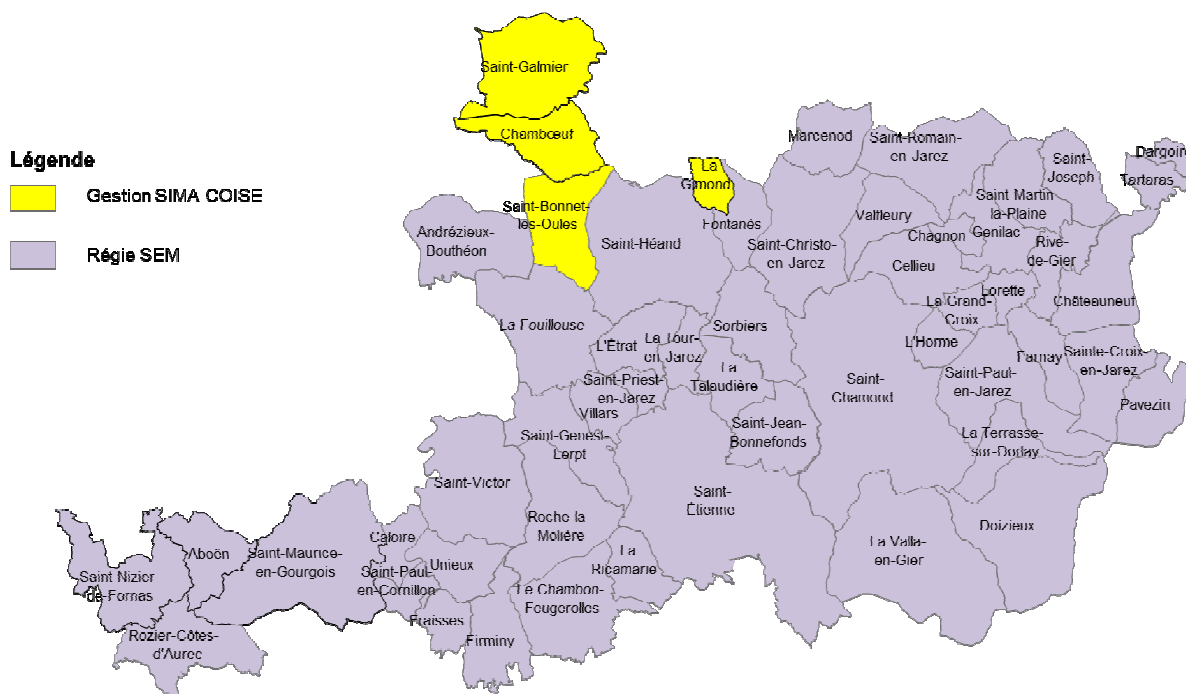 Légende
Gestion SIMA COISE
Régie SEM
Saint-Galmier
Chambœuf
Saint-Bonnet-
les-Oules
Andrézieux-
Bouthéon
Saint-Héand
La
Gimond
Fontanès
Marcenod
Saint-Romain-
en Jarez
Saint-Christo-
en-Jarez
Valfleury
Chagnon
Cellieu
Saint Martin
la-Plaine
Genilac
Saint-
Joseph
Dargoire
Tartaras
Rive-
de-Gier
Châteauneuf
Lorette
La Grand-
Croix
L'Horme
Farnay
Sainte-Croix-
en-Jarez
Pavezin
Saint-Paul-
en-Jarez
La Terrasse-
sur-Dorlay
Doizieux
La Valla-
en-Gier
Saint-
Chamond
Sorbiers
La Tour-
en Jarez
L'Étrat
La Fouillouse
La
Talaudière
Saint-Priest-
en-Jarez
Villars
Saint-Jean-
Bonnefonds
Saint-Genest-
Lerpt
Saint-
Étienne
Saint-Victor
Roche la
Molière
La
Ricamarie
Le Chambon-
Feugerolles
Unieux
Caloire
Saint-Paul-
en-Cornillon
Fraisses
Firminy
Saint-Maurice-
en-Gourgois
Aboën
Saint Nizier
de-Fornas
Rozier-Côtes-
d'Aurec